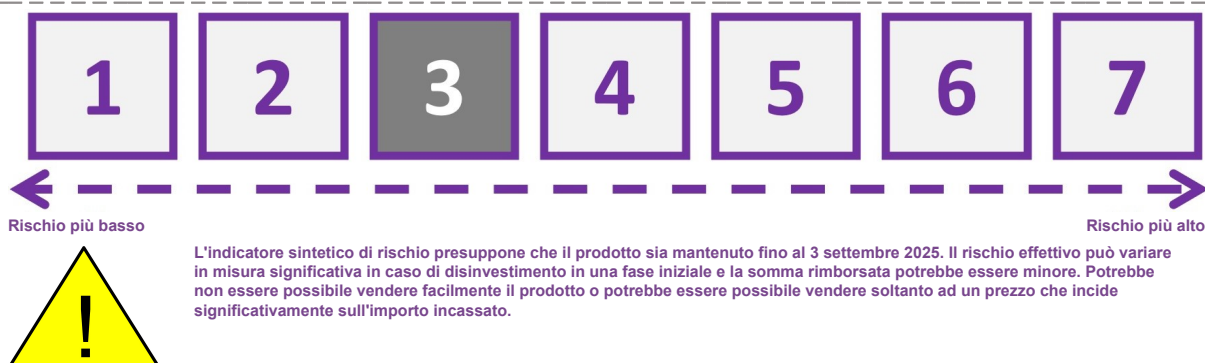 1 2 3 4 5 6 7
Rischio più basso Rischio più alto
L'indicatore sintetico di rischio presuppone che il prodotto sia mantenuto fino al 3 settembre 2025. Il rischio effettivo può variare
in misura significativa in caso di disinvestimento in una fase iniziale e la somma rimborsata potrebbe essere minore. Potrebbe
non essere possibile vendere facilmente il prodotto o potrebbe essere possibile vendere soltanto ad un prezzo che incide
significativamente sull'importo incassato.
!